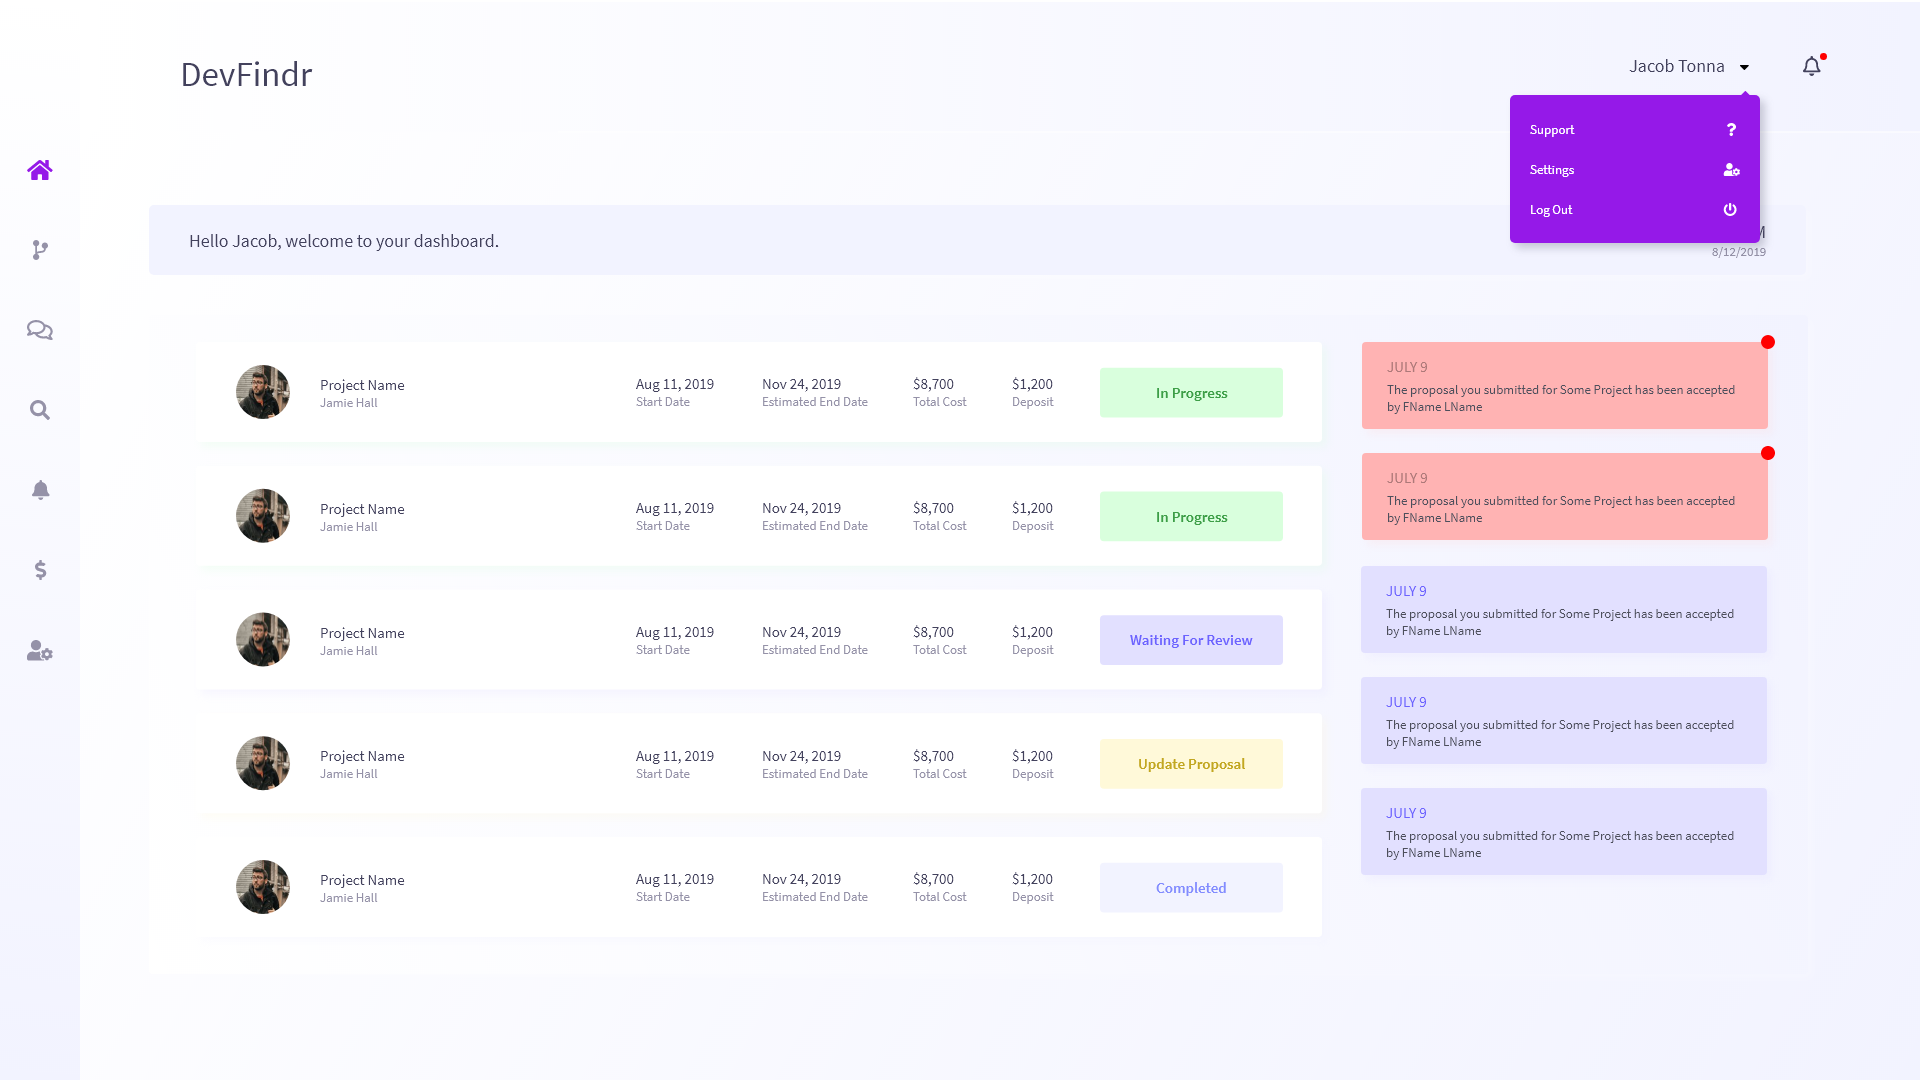 DevFindr
Jacob Tonna
Support
Settings
Log Out
Hello Jacob, welcome to your dashboard.
8/12/2019
Project Name
Jamie Hall
Aug 11, 2019
Start Date
Nov 24, 2019
Estimated End Date
$8,700
Total Cost
$1,200
Deposit
In Progress
Project Name
Jamie Hall
Aug 11, 2019
Start Date
Nov 24, 2019
Estimated End Date
$8,700
Total Cost
$1,200
Deposit
In Progress
Project Name
Jamie Hall
Aug 11, 2019
Start Date
Nov 24, 2019
Estimated End Date
$8,700
Total Cost
$1,200
Deposit
Waiting For Review
Project Name
Jamie Hall
Aug 11, 2019
Start Date
Nov 24, 2019
Estimated End Date
$8,700
Total Cost
$1,200
Deposit
Update Proposal
Project Name
Jamie Hall
Aug 11, 2019
Start Date
Nov 24, 2019
Estimated End Date
$8,700
Total Cost
$1,200
Deposit
Completed
JULY 9
The proposal you submitted for Some Project has been accepted
by FName LName
JULY 9
The proposal you submitted for Some Project has been accepted
by FName LName
JULY 9
The proposal you submitted for Some Project has been accepted
by FName LName
JULY 9
The proposal you submitted for Some Project has been accepted
by FName LName
JULY 9
The proposal you submitted for Some Project has been accepted
by FName LName